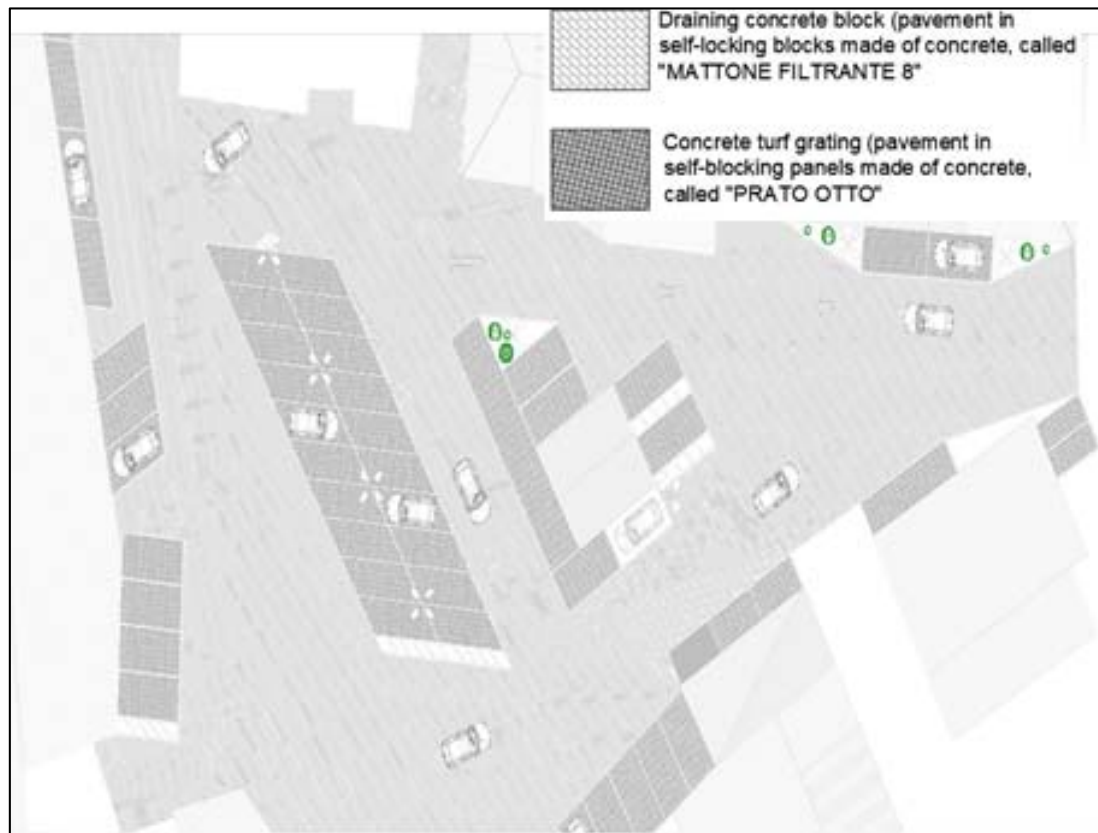 Draining concrete block (pavement in
self-locking blocks made of concrete, called
"MATTONE FILTRANTE 8"
Concrete turf grating (pavement in
self-blocking panels made of concrete,
called "PRATO OTTO"